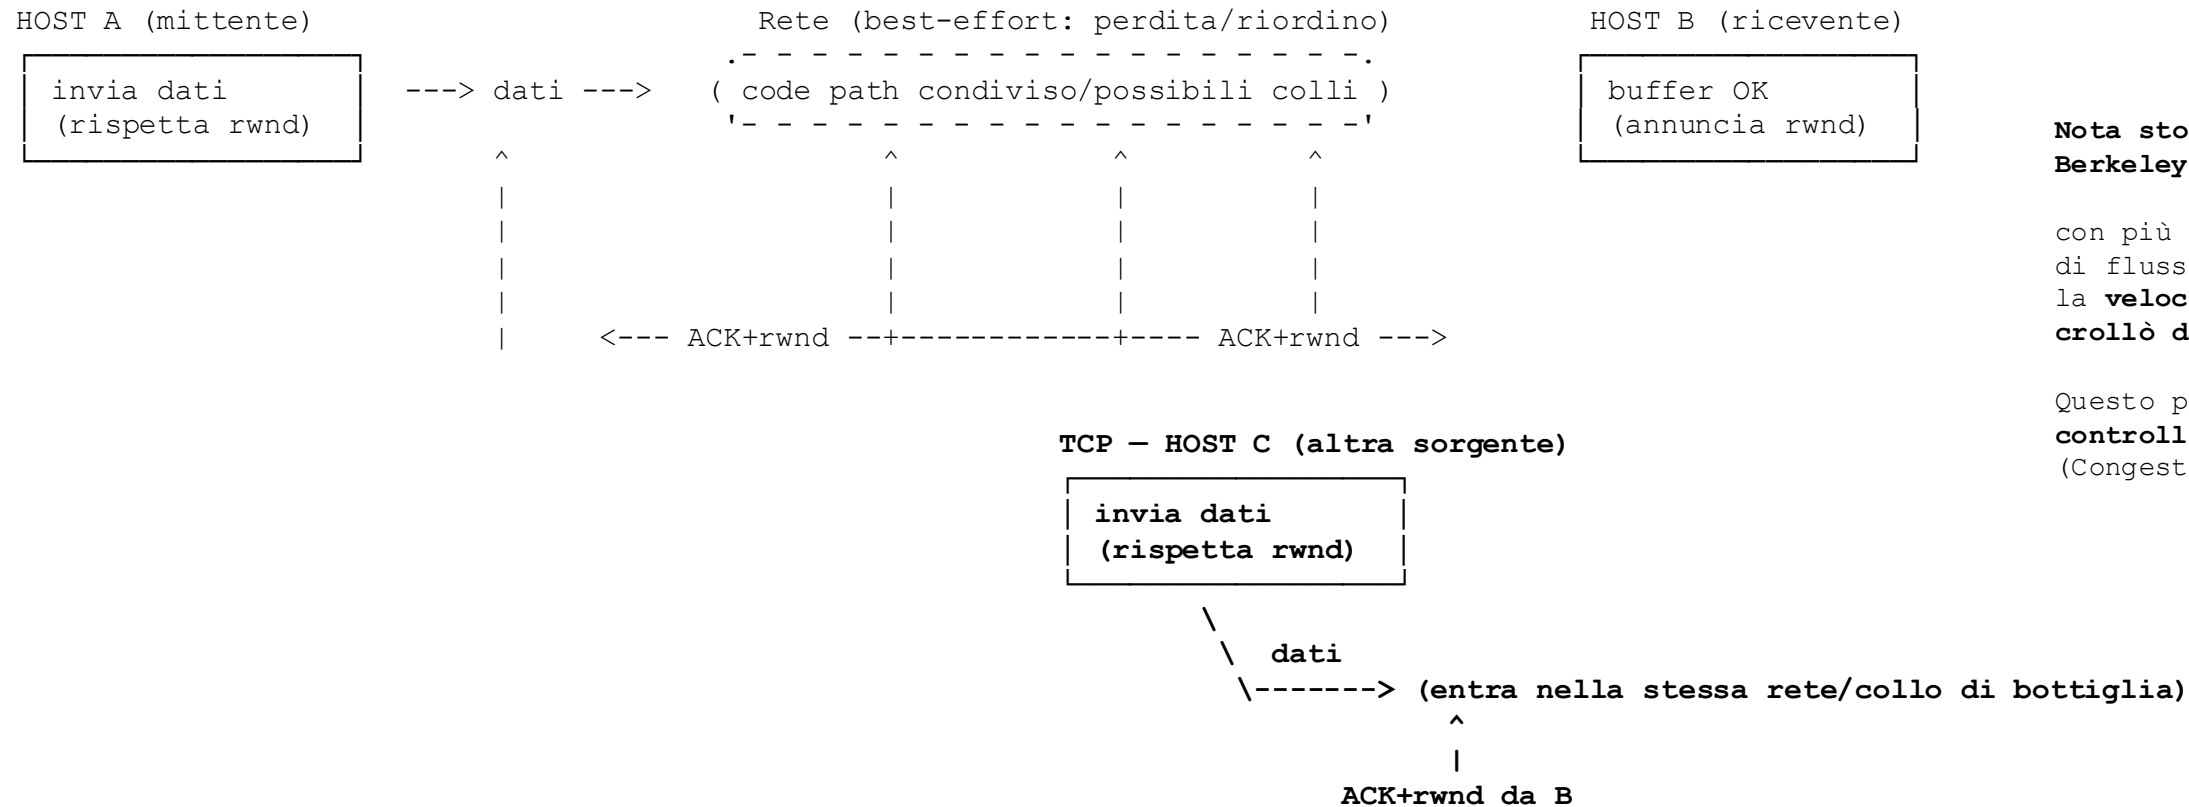 HOST A (mittente)
Rete (best-effort: perdita/riordino)
HOST B (ricevente)
invia dati
(rispetta rwnd)
---> dati --->
( code path condiviso/possibili colli )
buffer OK
(annuncia rwnd)
Nota sto
Berkeley
con più
di fluss
la veloc
crollò d
<--- ACK+rwnd --+------------+---- ACK+rwnd --->
Questo p
controll
(Congest
TCP — HOST C (altra sorgente)
invia dati
(rispetta rwnd)
dati
\-------> (entra nella stessa rete/collo di bottiglia)
ACK+rwnd da B